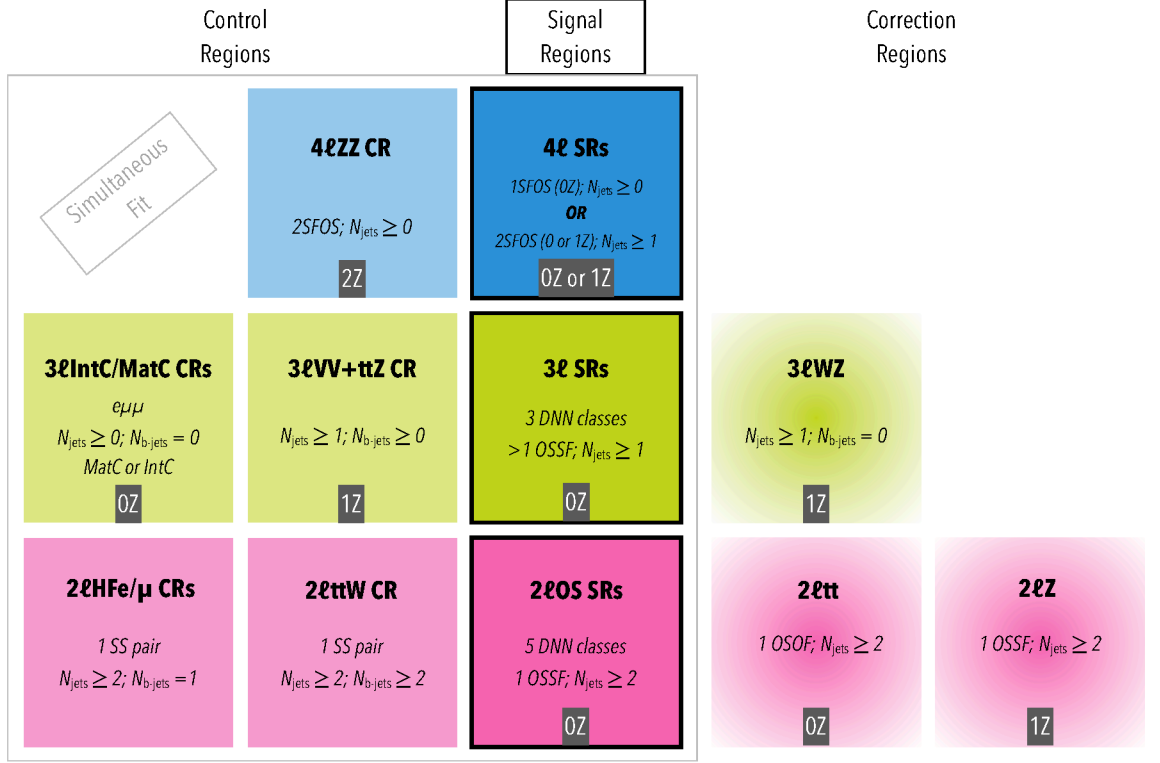 Control
Regions
Signal
Regions
Correction
Regions
Simultaneous
Fit
4ℓZZ CR
2SFOS; N_jets ≥ 0
2Z
4ℓ SRs
1SFOS (0Z); N_jets ≥ 0
OR
2SFOS (0 or 1Z); N_jets ≥ 1
0Z or 1Z
3ℓIntC/MatC CRs
eμμ
N_jets ≥ 0; N_b-jets = 0
MatC or IntC
0Z
3ℓVV+ttZ CR
N_jets ≥ 1; N_b-jets ≥ 0
1Z
3ℓ SRs
3 DNN classes
>1 OSSF; N_jets ≥ 1
0Z
3ℓWZ
N_jets ≥ 1; N_b-jets = 0
1Z
2ℓHFe/μ CRs
1 SS pair
N_jets ≥ 2; N_b-jets = 1
2ℓttW CR
1 SS pair
N_jets ≥ 2; N_b-jets ≥ 2
2ℓOS SRs
5 DNN classes
1 OSSF; N_jets ≥ 2
0Z
2ℓtt
1 OSOF; N_jets ≥ 2
0Z
2ℓZ
1 OSSF; N_jets ≥ 2
1Z